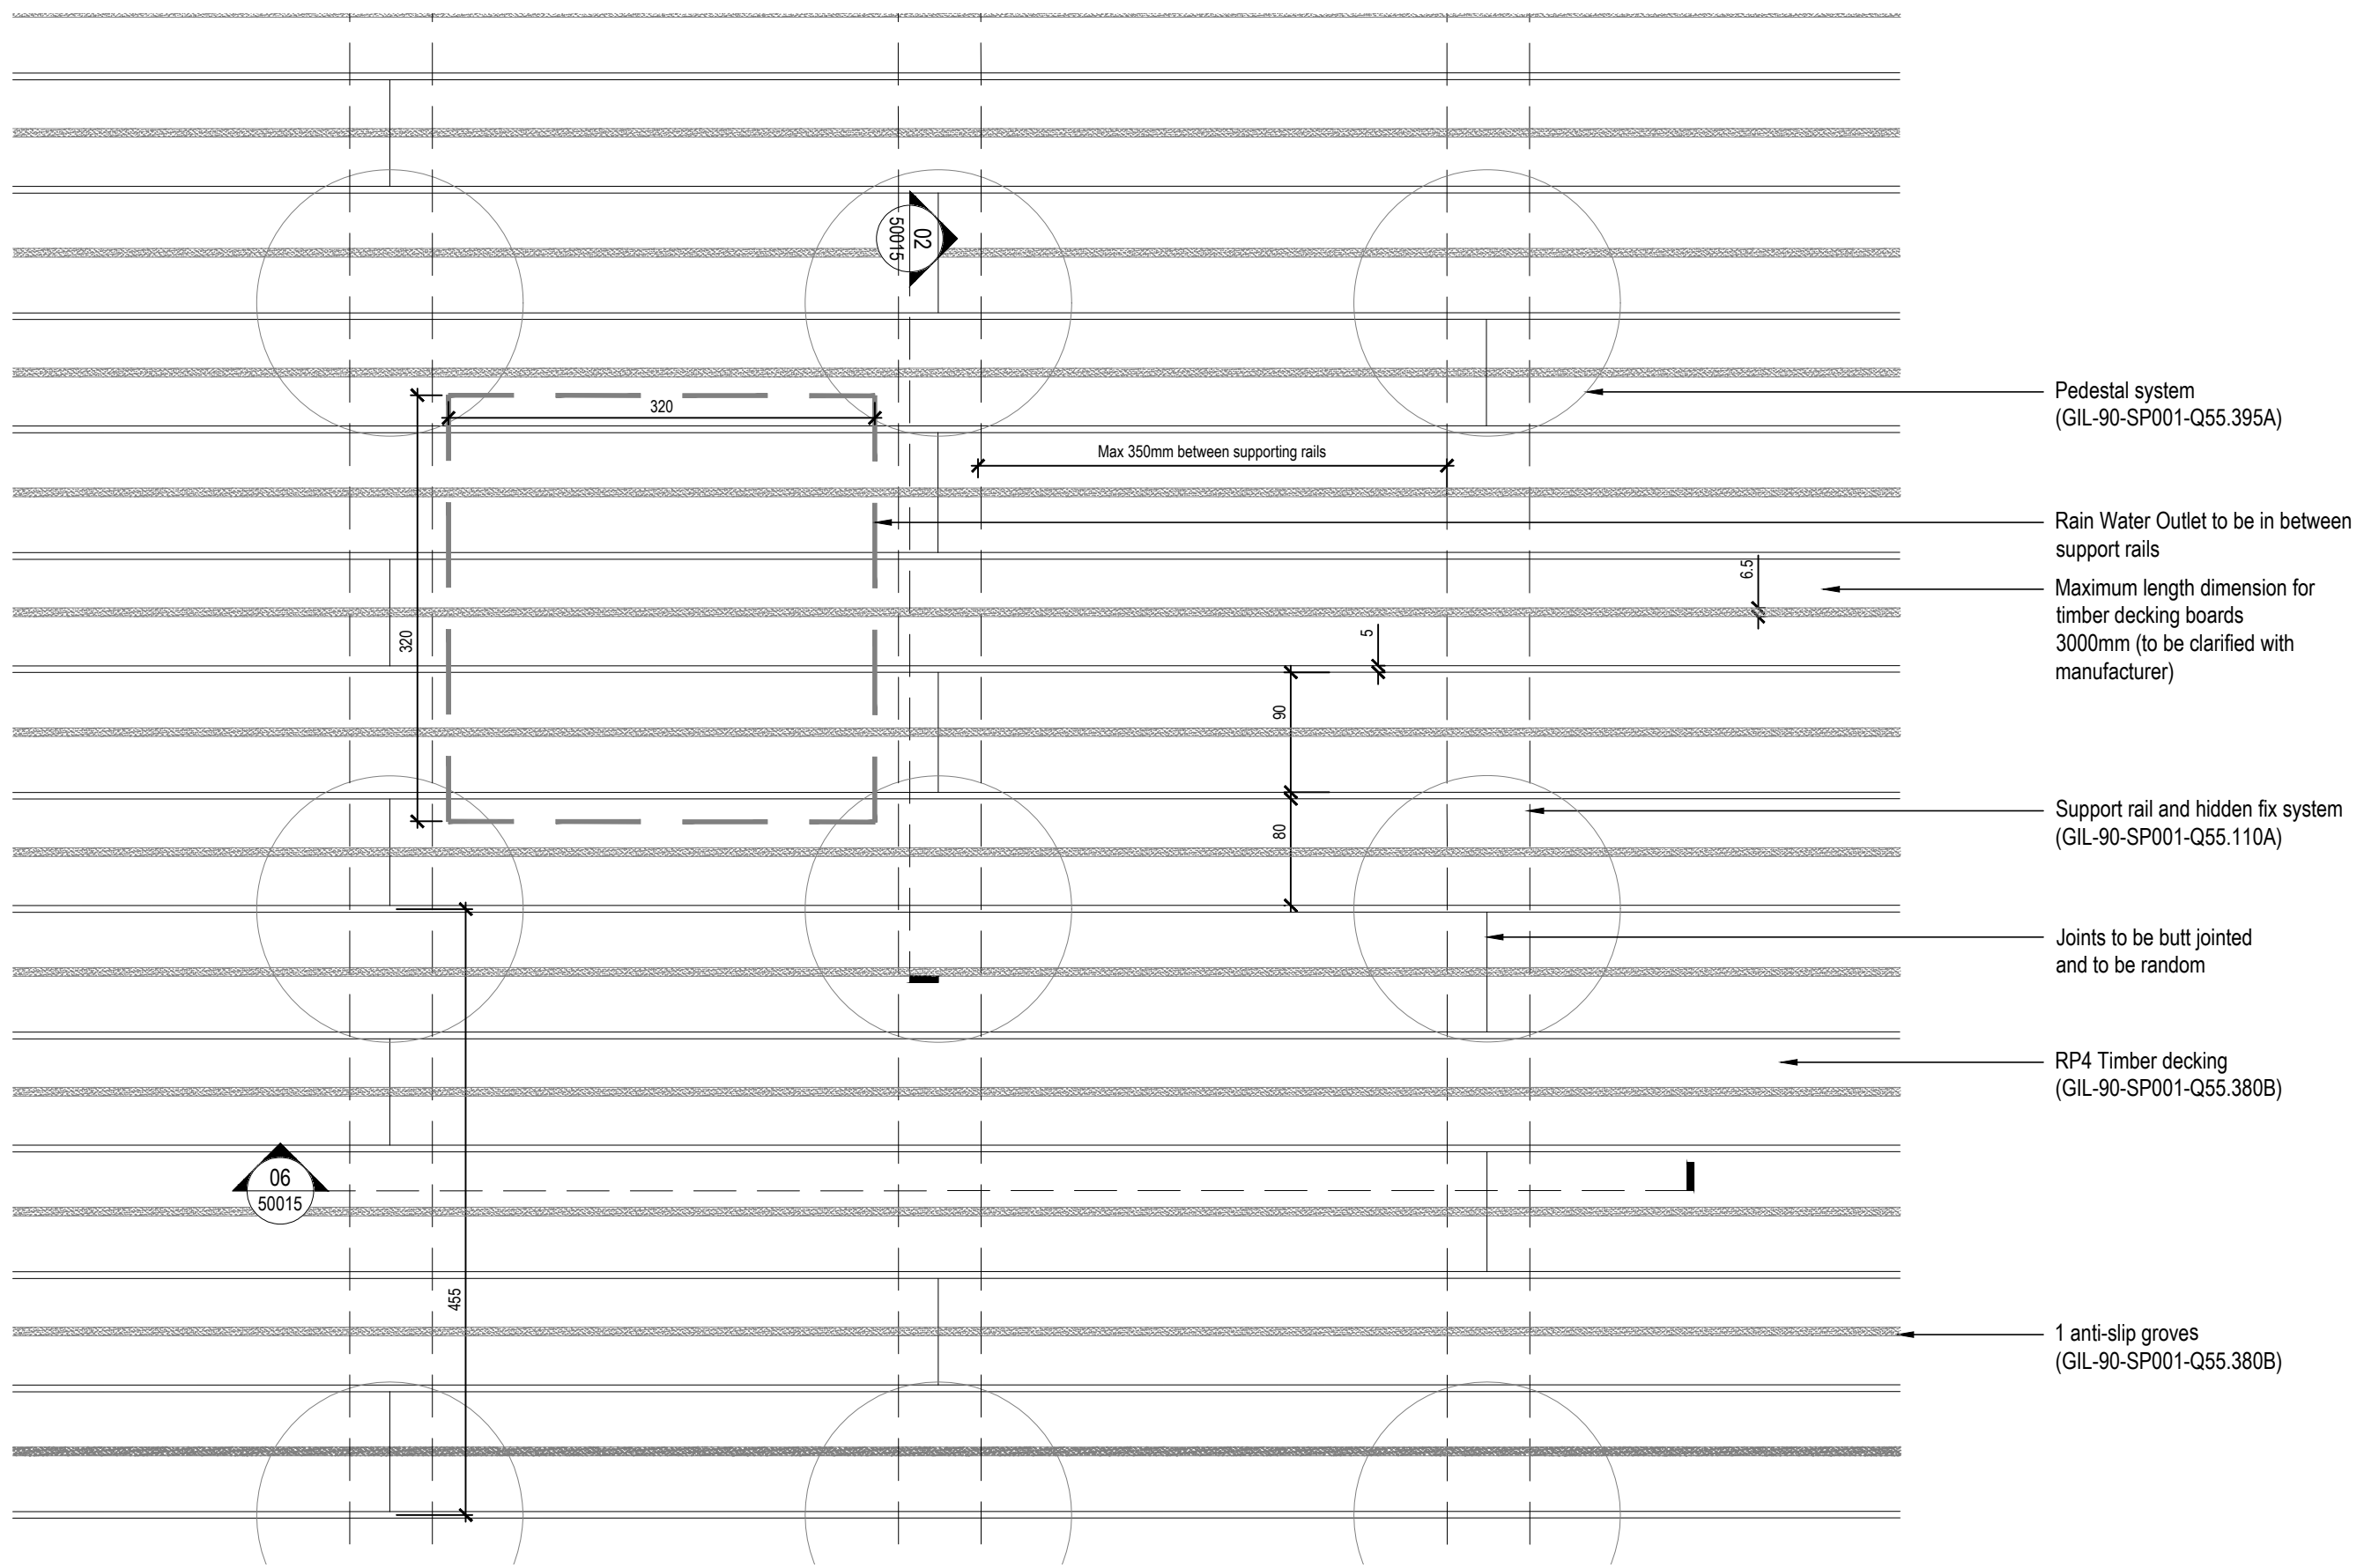 02
50015
320
Max 350mm between supporting rails
320
6.5
5
90
80
455
06
50015
Pedestal system
(GIL-90-SP001-Q55.395A)
Rain Water Outlet to be in between
support rails
Maximum length dimension for
timber decking boards
3000mm (to be clarified with
manufacturer)
Support rail and hidden fix system
(GIL-90-SP001-Q55.110A)
Joints to be butt jointed
and to be random
RP4 Timber decking
(GIL-90-SP001-Q55.380B)
1 anti-slip groves
(GIL-90-SP001-Q55.380B)